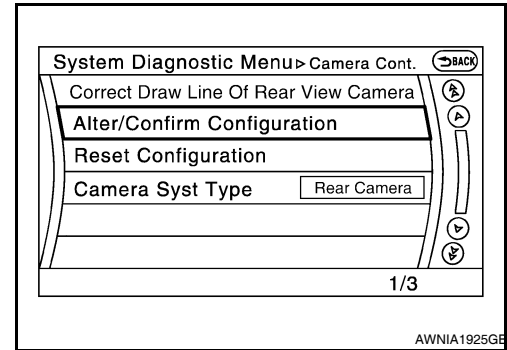 System Diagnostic Menu▷Camera Cont. BACK
Correct Draw Line Of Rear View Camera
Alter/Confirm Configuration
Reset Configuration
Camera Syst Type Rear Camera
1/3
AWNIA1925GB